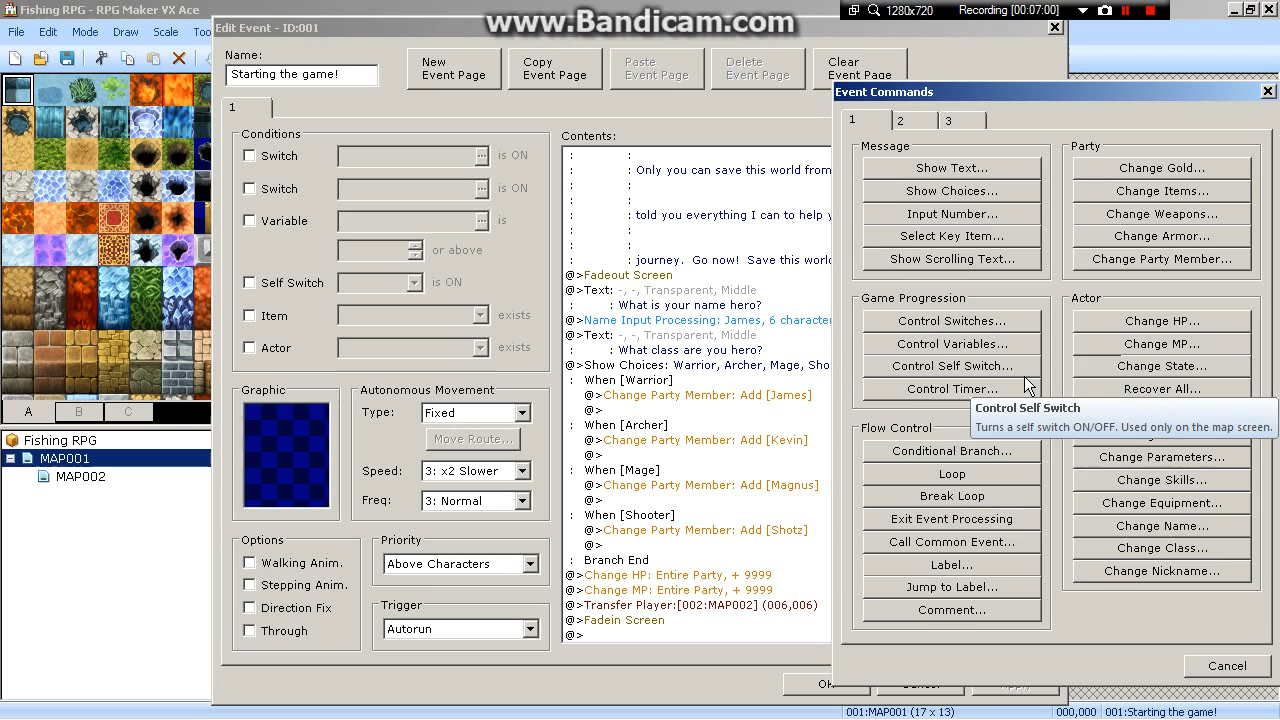 Fishing RPG - RPG Maker VX Ace
www.Bandicam.com
1280x720
Recording [00:07:00]
File
Edit
Mode
Draw
Scale
Edit Event - ID:001
Name:
Starting the game!
New
Event Page
Copy
Event Page
Paste
Event Page
Delete
Event Page
Clear
Event Page
1
Conditions
Switch
is ON
Switch
is ON
Variable
is
or above
Self Switch
is ON
Item
exists
Actor
exists
Graphic
Autonomous Movement
Type:
Fixed
Move Route...
Speed:
3: x2 Slower
Freq:
3: Normal
Options
Walking Anim.
Stepping Anim.
Direction Fix
Through
Priority
Above Characters
Trigger
Autorun
Contents:
: :
: Only you can save this world from
: :
: told you everything I can to help
: :
: journey.  Go now!  Save this world
@>Fadeout Screen
@>Text: -, -, Transparent, Middle
: : What is your name hero?
@>Name Input Processing: James, 6 character
@>Text: -, -, Transparent, Middle
: : What class are you hero?
@>Show Choices: Warrior, Archer, Mage, Sho
: When [Warrior]
@>Change Party Member: Add [James]
@>
: When [Archer]
@>Change Party Member: Add [Kevin]
@>
: When [Mage]
@>Change Party Member: Add [Magnus]
@>
: When [Shooter]
@>Change Party Member: Add [Shotz]
@>
: Branch End
@>Change HP: Entire Party, + 9999
@>Change MP: Entire Party, + 9999
@>Transfer Player:[002:MAP002] (006,006)
@>Fadein Screen
@>
Event Commands
1
2
3
Message
Show Text...
Show Choices...
Input Number...
Select Key Item...
Show Scrolling Text...
Game Progression
Control Switches...
Control Variables...
Control Self Switch...
Control Timer...
Control Self Switch
Turns a self switch ON/OFF. Used only on the map screen.
Flow Control
Conditional Branch...
Loop
Break Loop
Exit Event Processing
Call Common Event...
Label...
Jump to Label...
Comment...
Party
Change Gold...
Change Items...
Change Weapons...
Change Armor...
Change Party Member...
Actor
Change HP...
Change MP...
Change State...
Recover All...
Change Parameters...
Change Skills...
Change Equipment...
Change Name...
Change Class...
Change Nickname...
Cancel
A
B
C
Fishing RPG
MAP001
MAP002
001:MAP001 (17 x 13)
000,000
001:Starting the game!